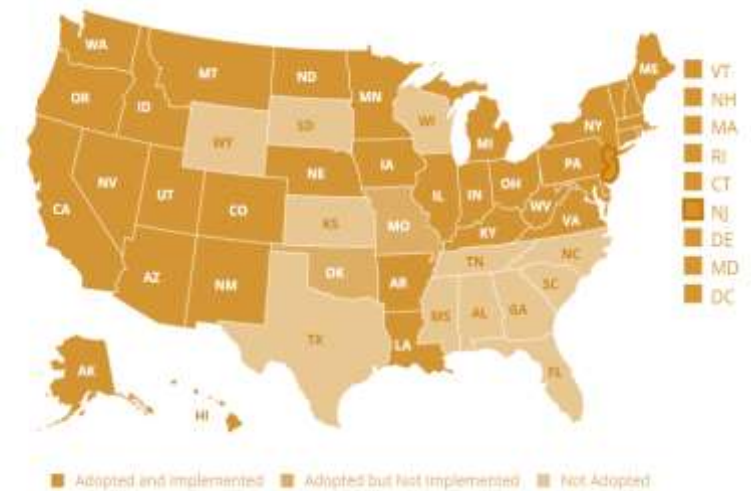 WA
MT
ND
MS
VT
OR
ID
MN
NH
WY
SD
WI
MI
NY
MA
RI
NV
UT
CO
NE
IA
IL
IN
OH
PA
CT
NJ
CA
KS
MO
KY
WV
VA
DE
MD
AZ
NM
OK
AR
TN
NC
SC
DC
TX
LA
MS
AL
GA
FL
AK
HI
Adopted and Implemented
Adopted but Not Implemented
Not Adopted